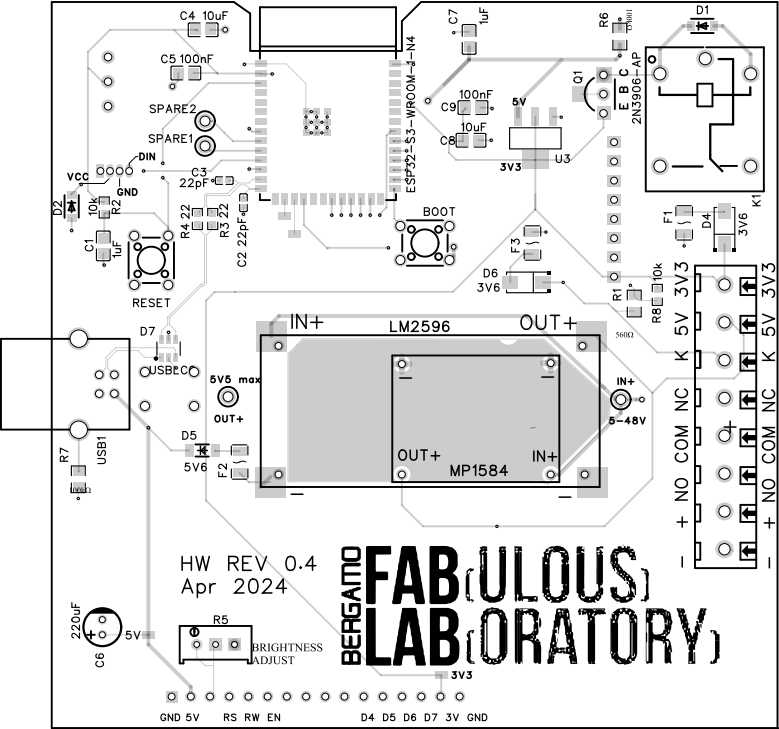 C4 10uF
C7
1uF
R6
D1
C5 100nF
ESP32-S3-WROOM-1-N4
Q1
E B C
2N3906-AP
SPARE2
SPARE1
C9 100nF
5V
C8 10uF
U3
3V3
DIN
VCC
GND
C3
22pF
K1
D2
10k
R2
R4 22
R3 22
C2 22pF
BOOT
F1
D4
3V6
C1
1uF
F3
RESET
D6
3V6
R1
10k
R8
560Ω
3V3 3V3
5V 5V
K K
NC NC
COM COM
NO NO
+ +
- -
IN+ LM2596 OUT+
D7
USBLC6
5V5 max
OUT+
IN+
5-48V
USB1
R7
100kΩ
D5
5V6
F2
OUT+ IN+
MP1584
HW REV 0.4
Apr 2024
BERGAMO
FAB{ULOUS}
LAB{ORATORY}
220uF
C6
5V
R5
BRIGHTNESS
ADJUST
3V3
GND 5V RS RW EN D4 D5 D6 D7 3V GND